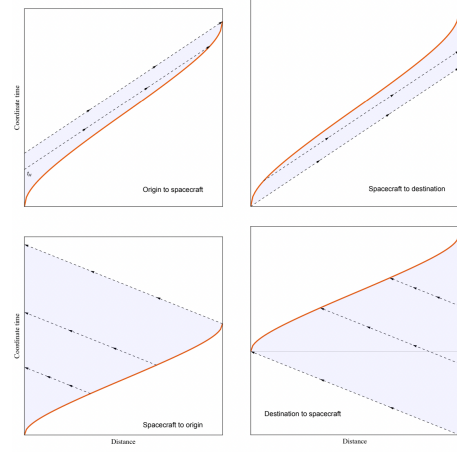 Coordinate time
Origin to spacecraft
Spacecraft to destination
Coordinate time
Spacecraft to origin
Destination to spacecraft
Distance
Distance